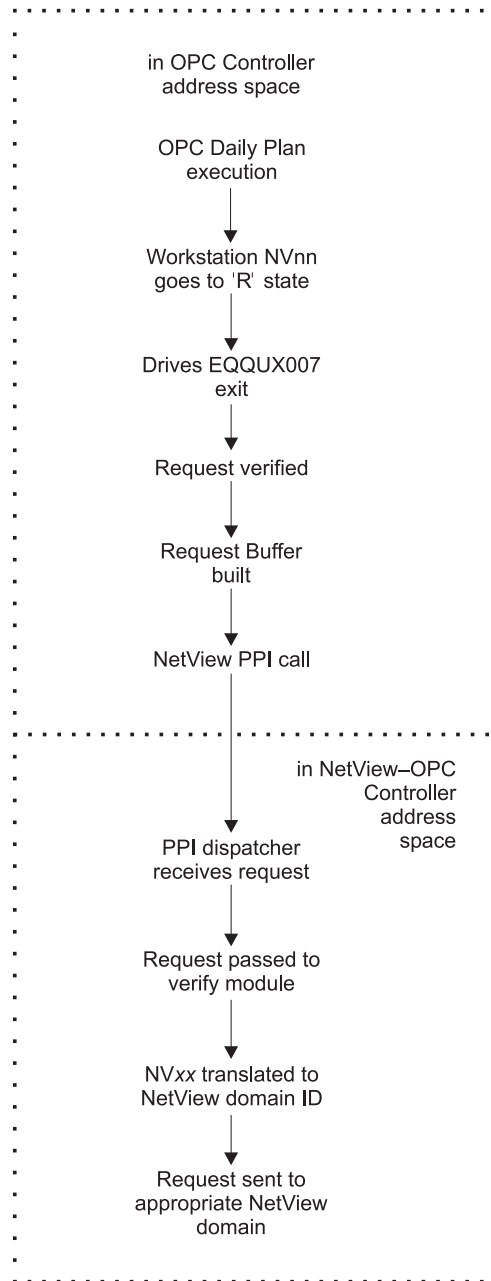 in OPC Controller
address space
OPC Daily Plan
execution
Workstation NVnn
goes to 'R' state
Drives EQQUX007
exit
Request verified
Request Buffer
built
NetView PPI call
in NetView–OPC
Controller
address
space
PPI dispatcher
receives request
Request passed to
verify module
NVxx translated to
NetView domain ID
Request sent to
appropriate NetView
domain